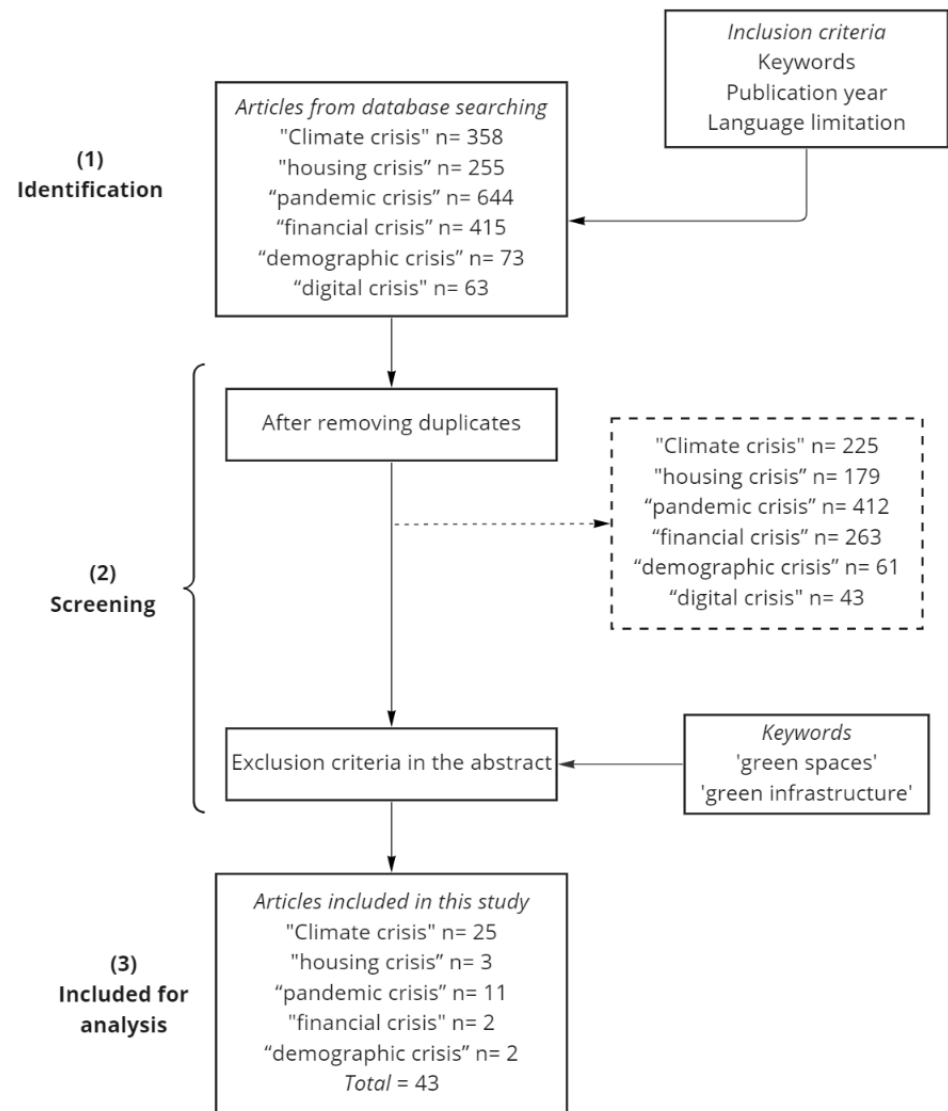 Inclusion criteria
Keywords
Publication year
Language limitation
(1)
Identification
Articles from database searching
"Climate crisis" n= 358
"housing crisis” n= 255
“pandemic crisis” n= 644
“financial crisis” n= 415
“demographic crisis” n= 73
“digital crisis" n= 63
(2)
Screening
After removing duplicates
"Climate crisis" n= 225
"housing crisis” n= 179
“pandemic crisis” n= 412
“financial crisis” n= 263
“demographic crisis” n= 61
“digital crisis" n= 43
Exclusion criteria in the abstract
Keywords
'green spaces'
'green infrastructure'
(3)
Included for
analysis
Articles included in this study
"Climate crisis" n= 25
"housing crisis” n= 3
“pandemic crisis” n= 11
"financial crisis" n= 2
“demographic crisis” n= 2
Total = 43